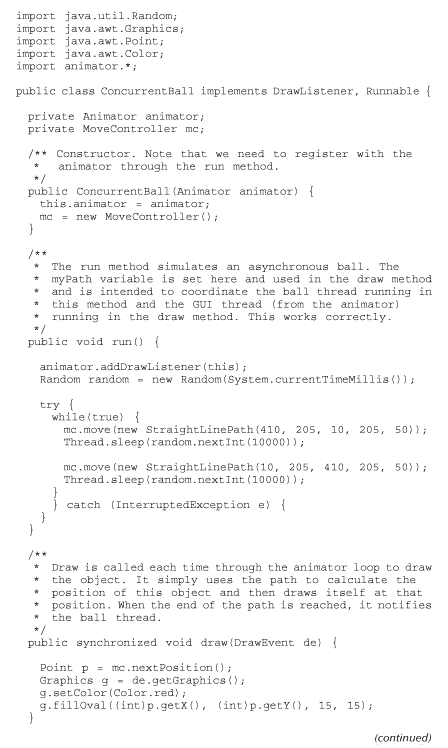 import java.util.Random;
import java.awt.Graphics;
import java.awt.Point;
import java.awt.Color;
import animator.*;

public class ConcurrentBall implements DrawListener, Runnable {

  private Animator animator;
  private MoveController mc;

  /** Constructor. Note that we need to register with the
   *   animator through the run method.
   */
  public ConcurrentBall(Animator animator) {
    this.animator = animator;
    mc = new MoveController();
  }

  /**
   *  The run method simulates an asynchronous ball. The
   *  myPath variable is set here and used in the draw method
   *  and is intended to coordinate the ball thread running in
   *  this method and the GUI thread (from the animator)
   *  running in the draw method. This works correctly.
   */
  public void run() {

    animator.addDrawListener(this);
    Random random = new Random(System.currentTimeMillis());

    try {
      while(true) {
        mc.move(new StraightLinePath(410, 205, 10, 205, 50));
        Thread.sleep(random.nextInt(10000));

        mc.move(new StraightLinePath(10, 205, 410, 205, 50));
        Thread.sleep(random.nextInt(10000));
      }
      } catch (InterruptedException e) {
    }
  }

  /**
   *  Draw is called each time through the animator loop to draw
   *  the object. It simply uses the path to calculate the
   *  position of this object and then draws itself at that
   *  position. When the end of the path is reached, it notifies
   *  the ball thread.
   */
  public synchronized void draw(DrawEvent de) {

    Point p = mc.nextPosition();
    Graphics g = de.getGraphics();
    g.setColor(Color.red);
    g.fillOval((int)p.getX(), (int)p.getY(), 15, 15);
  }

(continued)